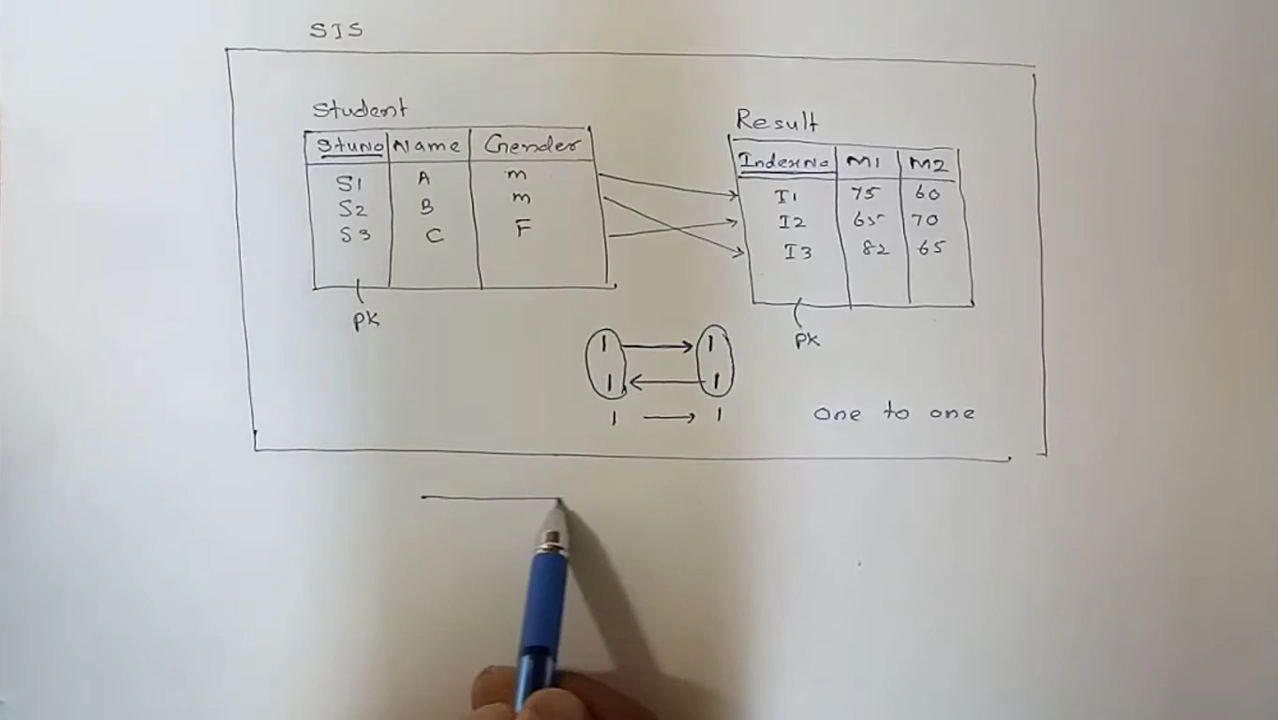 SIS
Student
StuNo Name Gender
S1 A m
S2 B m
S3 C F
PK
Result
IndexNo M1 M2
I1 75 60
I2 65 70
I3 82 65
PK
1 1
1 1
1 1
One to one